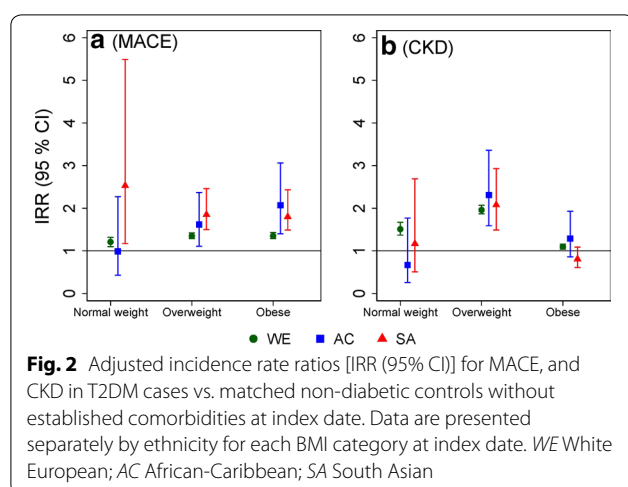 a (MACE)
b (CKD)
IRR (95 % CI)
6
5
4
3
2
1
0
Normal weight Overweight Obese
6
5
4
3
2
1
0
Normal weight Overweight Obese
WE AC SA
Fig. 2 Adjusted incidence rate ratios [IRR (95% CI)] for MACE, and
CKD in T2DM cases vs. matched non-diabetic controls without
established comorbidities at index date. Data are presented
separately by ethnicity for each BMI category at index date. WE White
European; AC African-Caribbean; SA South Asian